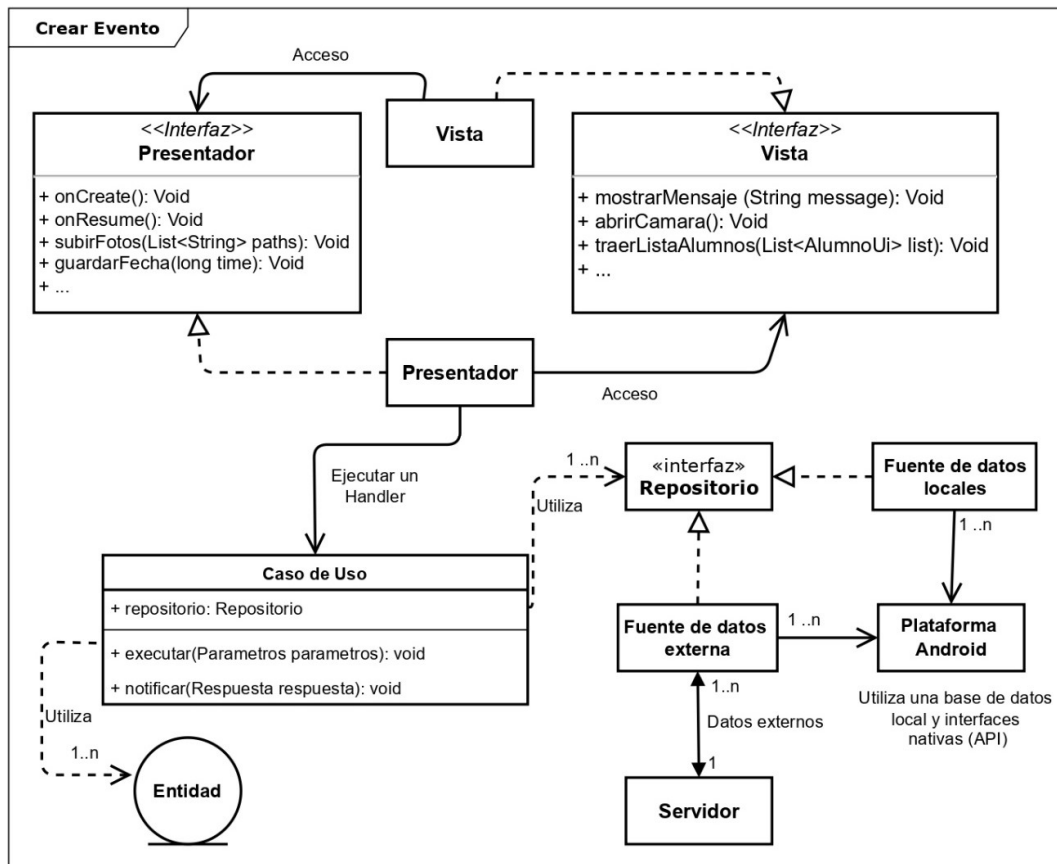 Crear Evento
Acceso
<<Interfaz>>
Presentador
+ onCreate(): Void
+ onResume(): Void
+ subirFotos(List<String> paths): Void
+ guardarFecha(long time): Void
+ ...
Vista
<<Interfaz>>
Vista
+ mostrarMensaje (String message): Void
+ abrirCamara(): Void
+ traerListaAlumnos(List<AlumnoUi> list): Void
+ ...
Presentador
Acceso
Ejecutar un
Handler
1 ..n
Utiliza
«interfaz»
Repositorio
Fuente de datos
locales
1 ..n
Caso de Uso
+ repositorio: Repositorio
+ executar(Parametros parametros): void
+ notificar(Respuesta respuesta): void
Fuente de datos
externa
1 ..n
Plataforma
Android
Utiliza una base de datos
local y interfaces
nativas (API)
Utiliza
1..n
Entidad
1..n
Datos externos
1
Servidor